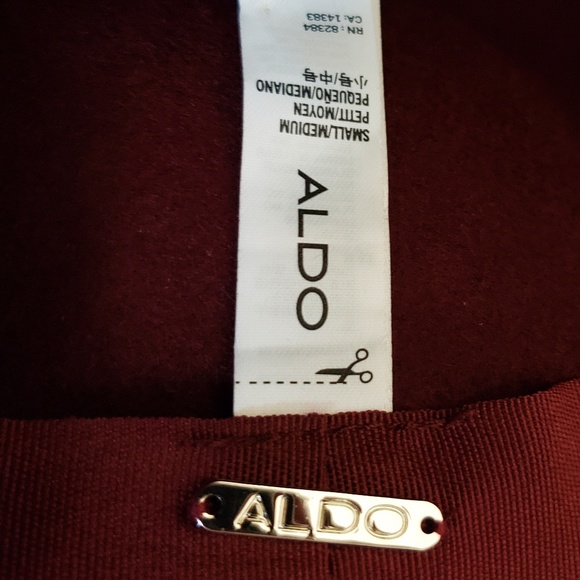 ALDO
SMALL/MEDIUM
PETIT/MOYEN
PEQUEÑO/MEDIANO
小号/中号
RN: 82384
CA: 14383
ALDO